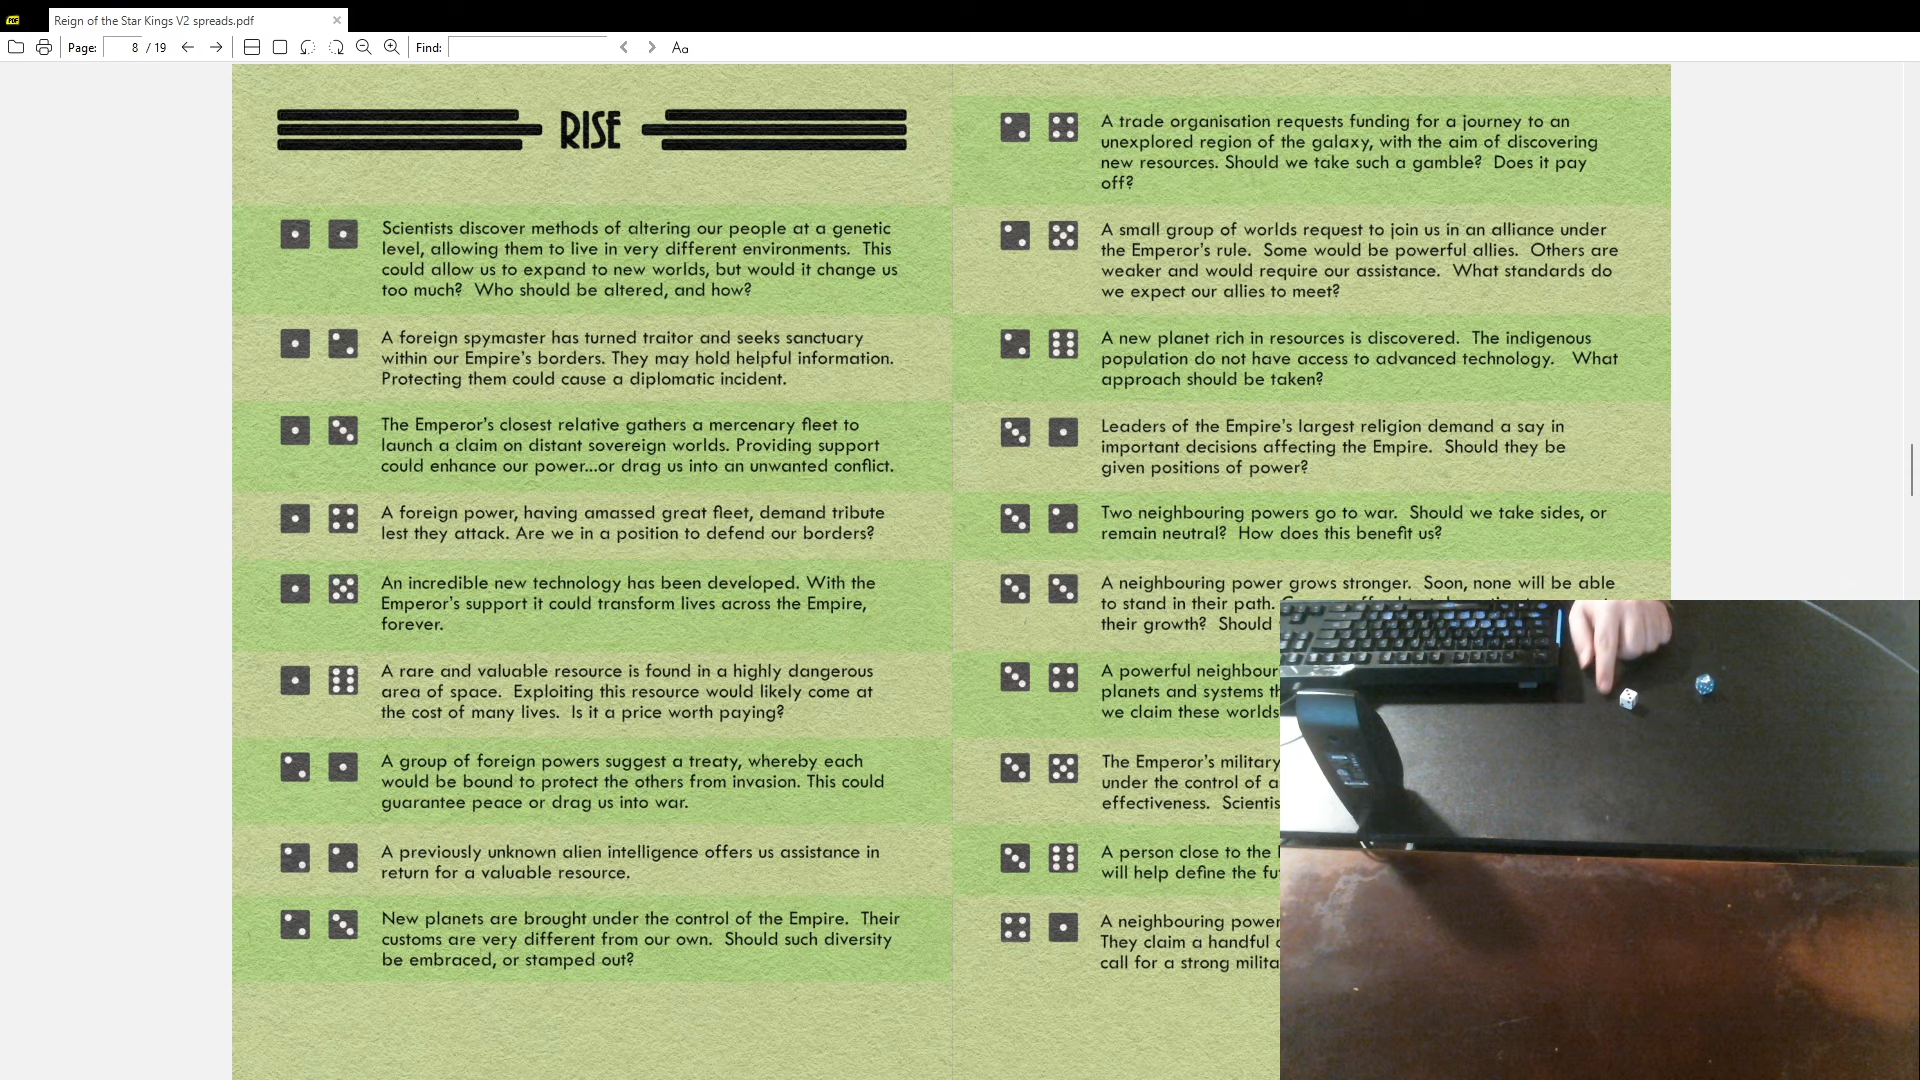 Reign of the Star Kings V2 spreads.pdf
Page: 8 / 19 Find: Aa
RISE
Scientists discover methods of altering our people at a genetic
level, allowing them to live in very different environments. This
could allow us to expand to new worlds, but would it change us
too much? Who should be altered, and how?
A foreign spymaster has turned traitor and seeks sanctuary
within our Empire's borders. They may hold helpful information.
Protecting them could cause a diplomatic incident.
The Emperor's closest relative gathers a mercenary fleet to
launch a claim on distant sovereign worlds. Providing support
could enhance our power...or drag us into an unwanted conflict.
A foreign power, having amassed great fleet, demand tribute
lest they attack. Are we in a position to defend our borders?
An incredible new technology has been developed. With the
Emperor's support it could transform lives across the Empire,
forever.
A rare and valuable resource is found in a highly dangerous
area of space. Exploiting this resource would likely come at
the cost of many lives. Is it a price worth paying?
A group of foreign powers suggest a treaty, whereby each
would be bound to protect the others from invasion. This could
guarantee peace or drag us into war.
A previously unknown alien intelligence offers us assistance in
return for a valuable resource.
New planets are brought under the control of the Empire. Their
customs are very different from our own. Should such diversity
be embraced, or stamped out?
A trade organisation requests funding for a journey to an
unexplored region of the galaxy, with the aim of discovering
new resources. Should we take such a gamble? Does it pay
off?
A small group of worlds request to join us in an alliance under
the Emperor's rule. Some would be powerful allies. Others are
weaker and would require our assistance. What standards do
we expect our allies to meet?
A new planet rich in resources is discovered. The indigenous
population do not have access to advanced technology. What
approach should be taken?
Leaders of the Empire's largest religion demand a say in
important decisions affecting the Empire. Should they be
given positions of power?
Two neighbouring powers go to war. Should we take sides, or
remain neutral? How does this benefit us?
A neighbouring power grows stronger. Soon, none will be able
to stand in their path.
their growth? Should
A powerful neighbour
planets and systems
we claim these worlds
The Emperor's military
under the control of a
effectiveness.
A person close to the
will help define the
A neighbouring power
They claim a handful
call for a strong